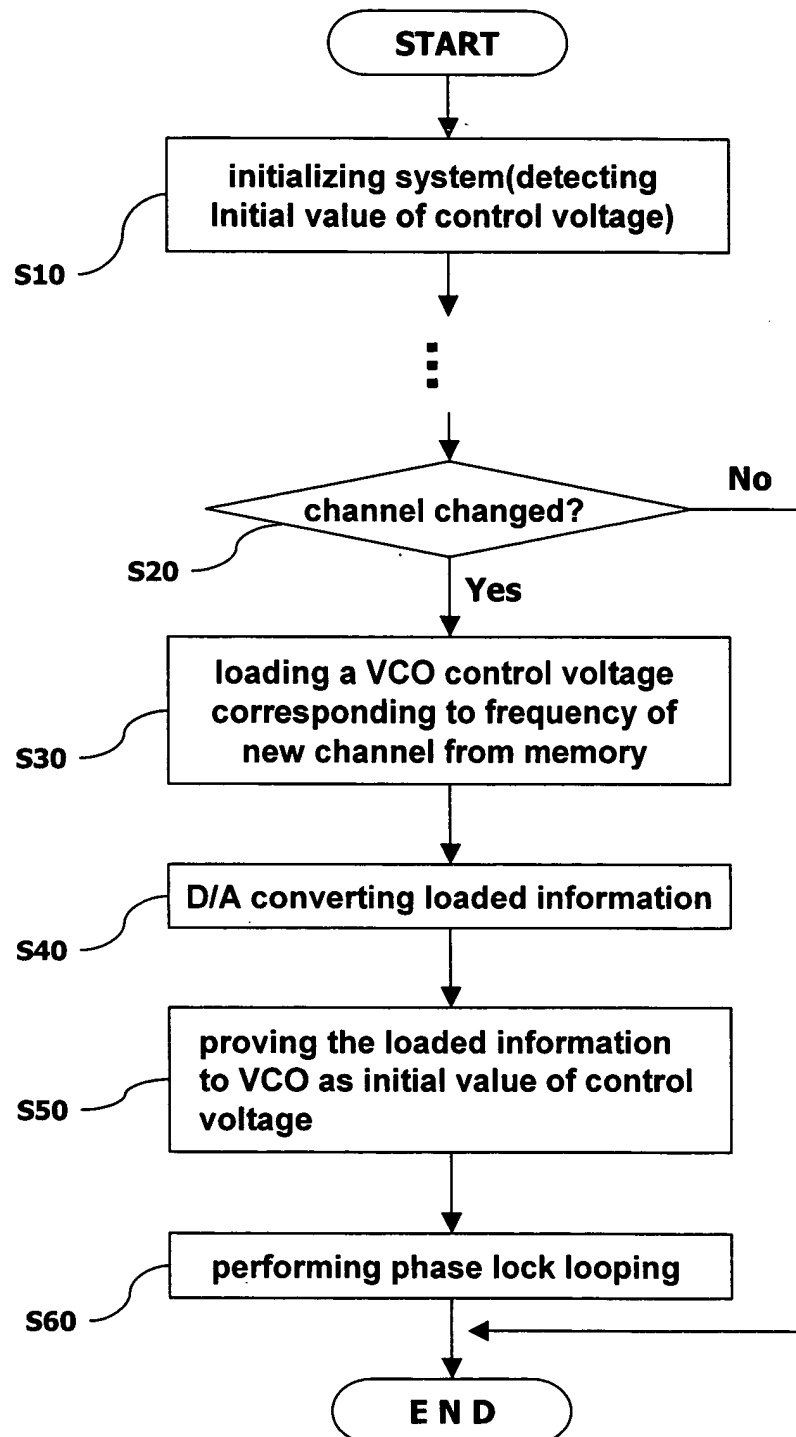 START
initializing system(detecting
Initial value of control voltage)
S10
channel changed?
No
S20
Yes
loading a VCO control voltage
corresponding to frequency of
new channel from memory
S30
D/A converting loaded information
S40
proving the loaded information
to VCO as initial value of control
voltage
S50
performing phase lock looping
S60
E N D